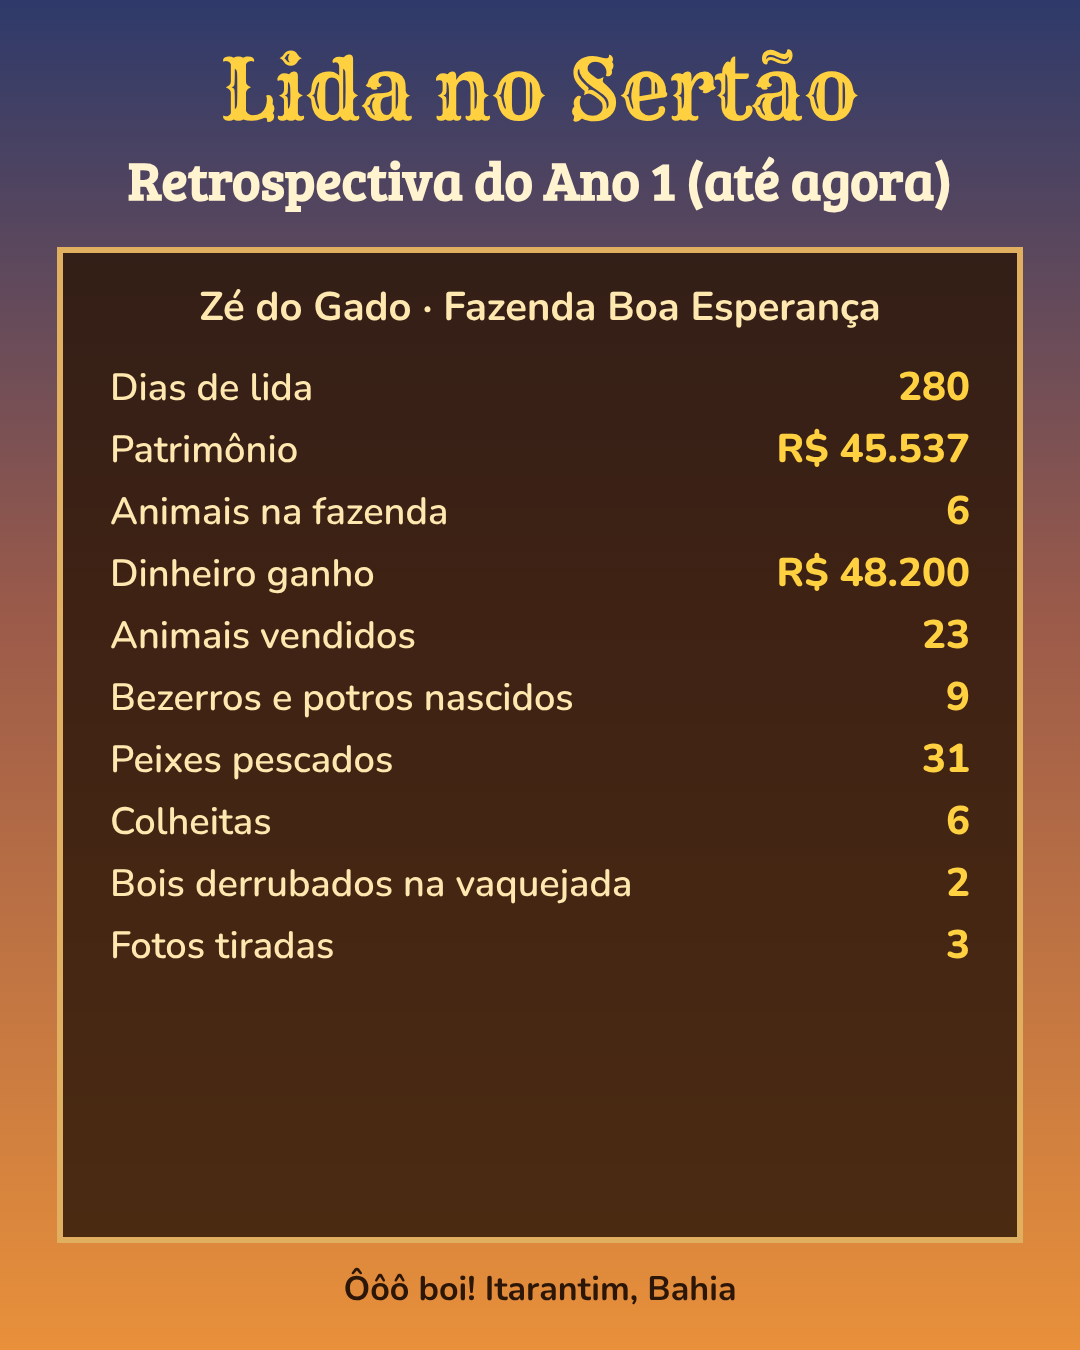 Lida no Sertão
Retrospectiva do Ano 1 (até agora)
Zé do Gado · Fazenda Boa Esperança
Dias de lida 280
Patrimônio R$ 45.537
Animais na fazenda 6
Dinheiro ganho R$ 48.200
Animais vendidos 23
Bezerros e potros nascidos 9
Peixes pescados 31
Colheitas 6
Bois derrubados na vaquejada 2
Fotos tiradas 3
Ôôô boi! Itarantim, Bahia